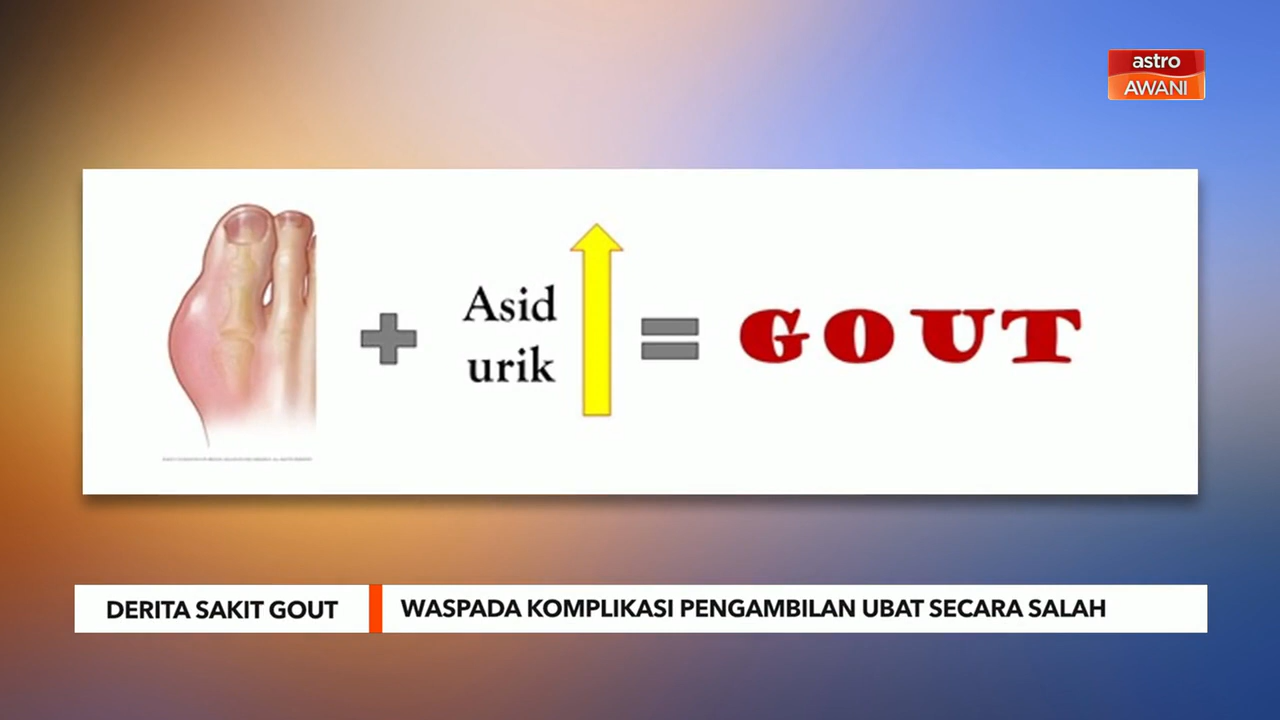 astro
AWANI
Asid
urik
GOUT
DERITA SAKIT GOUT
WASPADA KOMPLIKASI PENGAMBILAN UBAT SECARA SALAH